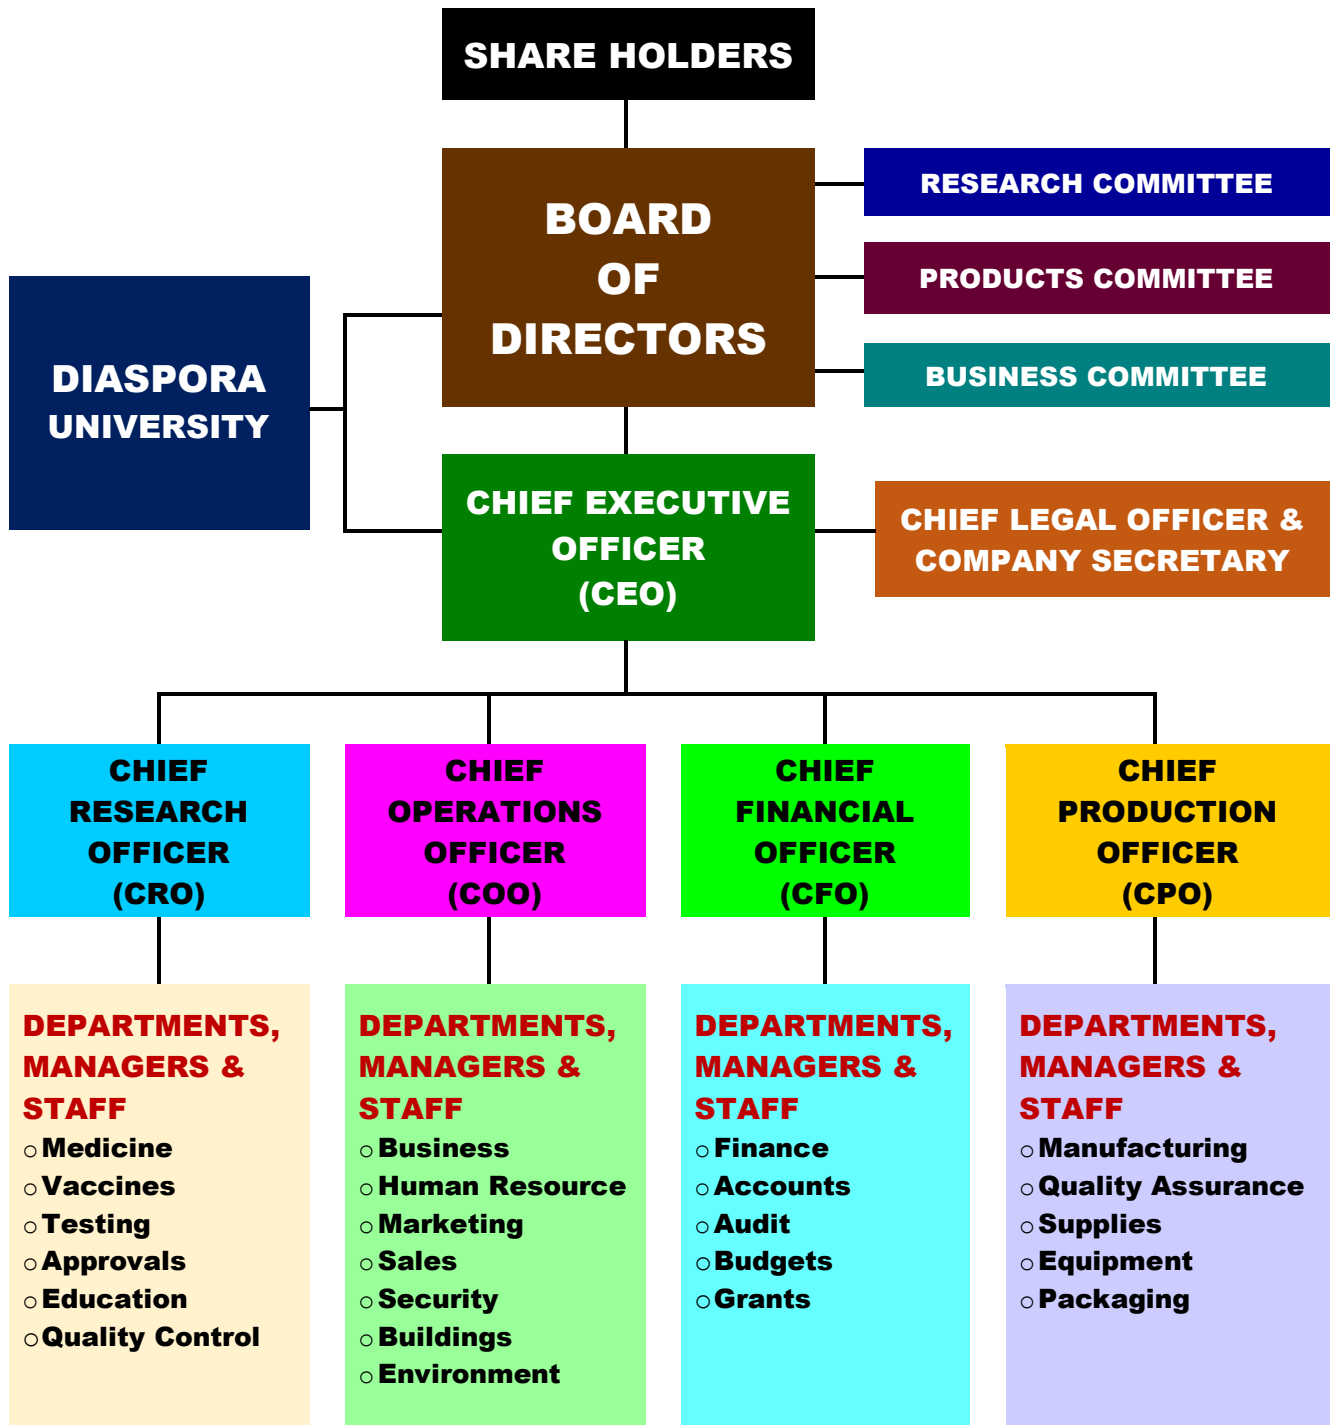 SHARE HOLDERS
BOARD
OF
DIRECTORS
RESEARCH COMMITTEE
PRODUCTS COMMITTEE
BUSINESS COMMITTEE
DIASPORA
UNIVERSITY
CHIEF EXECUTIVE
OFFICER
(CEO)
CHIEF LEGAL OFFICER &
COMPANY SECRETARY
CHIEF
RESEARCH
OFFICER
(CRO)
CHIEF
OPERATIONS
OFFICER
(COO)
CHIEF
FINANCIAL
OFFICER
(CFO)
CHIEF
PRODUCTION
OFFICER
(CPO)
DEPARTMENTS,
MANAGERS &
STAFF
○ Medicine
○ Vaccines
○ Testing
○ Approvals
○ Education
○ Quality Control
DEPARTMENTS,
MANAGERS &
STAFF
○ Business
○ Human Resource
○ Marketing
○ Sales
○ Security
○ Buildings
○ Environment
DEPARTMENTS,
MANAGERS &
STAFF
○ Finance
○ Accounts
○ Audit
○ Budgets
○ Grants
DEPARTMENTS,
MANAGERS &
STAFF
○ Manufacturing
○ Quality Assurance
○ Supplies
○ Equipment
○ Packaging